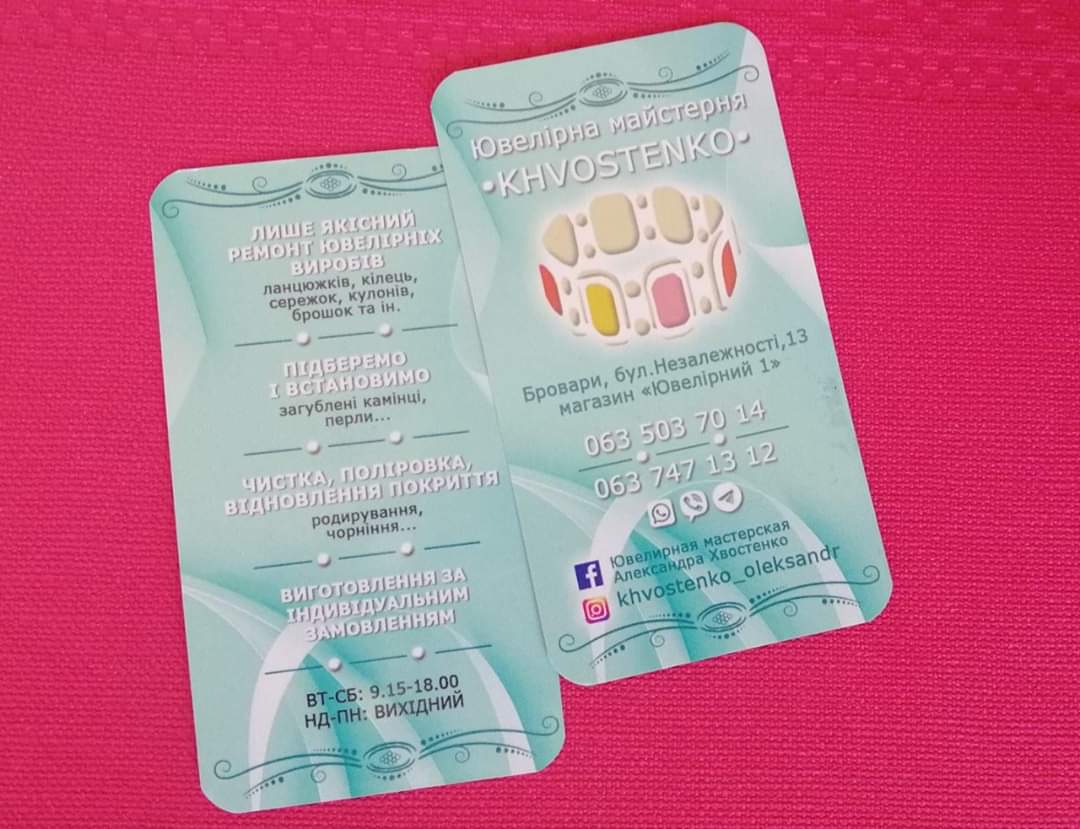 ЛИШЕ ЯКІСНИЙ
РЕМОНТ ЮВЕЛІРНІХ
ВИРОБІВ
ланцюжків, кілець,
сережок, кулонів,
брошок та ін.
ПІДБЕРЕМО
І ВСТАНОВИМО
загублені камінці,
перли...
ЧИСТКА, ПОЛІРОВКА,
ВІДНОВЛЕННЯ ПОКРИТТЯ
родирування,
чорніння...
ВИГОТОВЛЕННЯ ЗА
ІНДИВІДУАЛЬНИМ
ЗАМОВЛЕННЯМ
ВТ-СБ: 9.15-18.00
НД-ПН: ВИХІДНИЙ
Ювелірна майстерня
•KHVOSTENKO•
Бровари, бул.Незалежності,13
магазин «Ювелірний 1»
063 503 70 14
063 747 13 12
Ювелирная мастерская
Александра Хвостенко
khvostenko_oleksandr